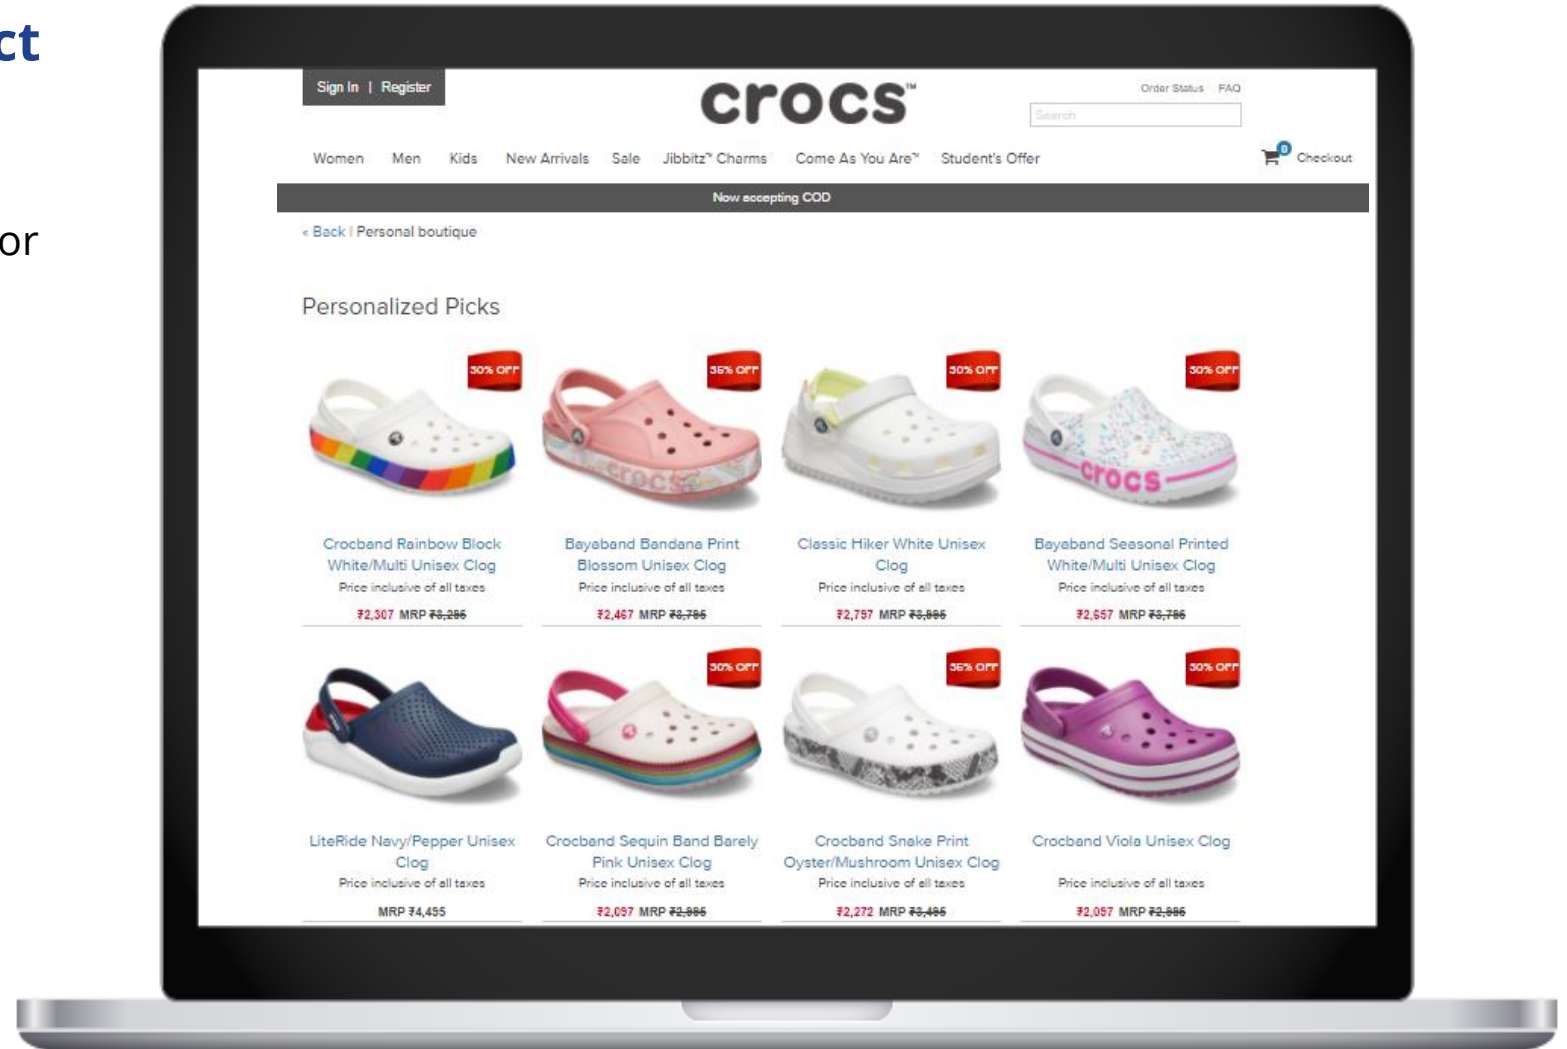 ct
or
Sign In | Register
crocs™
Order Status FAQ
Search
Women Men Kids New Arrivals Sale Jibbitz™ Charms Come As You Are™ Student's Offer
0 Checkout
Now accepting COD
« Back | Personal boutique
Personalized Picks
30% OFF 35% OFF 30% OFF 30% OFF
crocs crocs
Crocband Rainbow Block Bayaband Bandana Print Classic Hiker White Unisex Bayaband Seasonal Printed
White/Multi Unisex Clog Blossom Unisex Clog Clog White/Multi Unisex Clog
Price inclusive of all taxes Price inclusive of all taxes Price inclusive of all taxes Price inclusive of all taxes
₹2,307 MRP ₹3,295 ₹2,467 MRP ₹3,795 ₹2,797 MRP ₹3,995 ₹2,657 MRP ₹3,795
30% OFF 35% OFF 30% OFF
LiteRide Navy/Pepper Unisex Crocband Sequin Band Barely Crocband Snake Print Crocband Viola Unisex Clog
Clog Pink Unisex Clog Oyster/Mushroom Unisex Clog
Price inclusive of all taxes Price inclusive of all taxes Price inclusive of all taxes Price inclusive of all taxes
MRP ₹4,495 ₹2,097 MRP ₹2,995 ₹2,272 MRP ₹3,495 ₹2,097 MRP ₹2,995